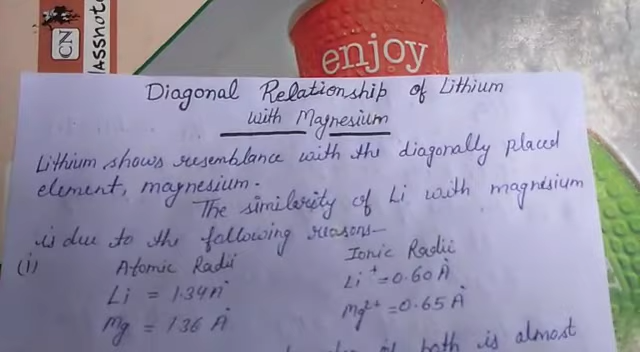 CN
enjoy
Diagonal Relationship of Lithium
with Magnesium
Lithium shows resemblance with the diagonally placed
element, magnesium.
The similarity of Li with magnesium
is due to the following reasons-
(i) Atomic Radii Ionic Radii
Li = 1.34 A° Li+ = 0.60 Å
Mg = 1.36 Å Mg2+ = 0.65 Å
both is almost